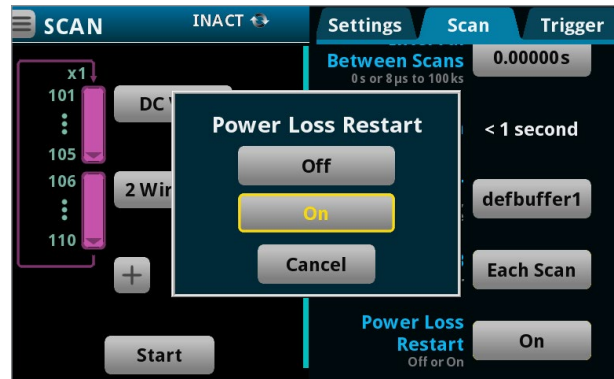 SCAN
INACT
Settings
Scan
Trigger
Between Scans
0s or 8µs to 100ks
0.00000s
x1
101
105
DC
106
110
2 Wir
Power Loss Restart
Off
On
Cancel
< 1 second
defbuffer1
Each Scan
Start
Power Loss
Restart
Off or On
On